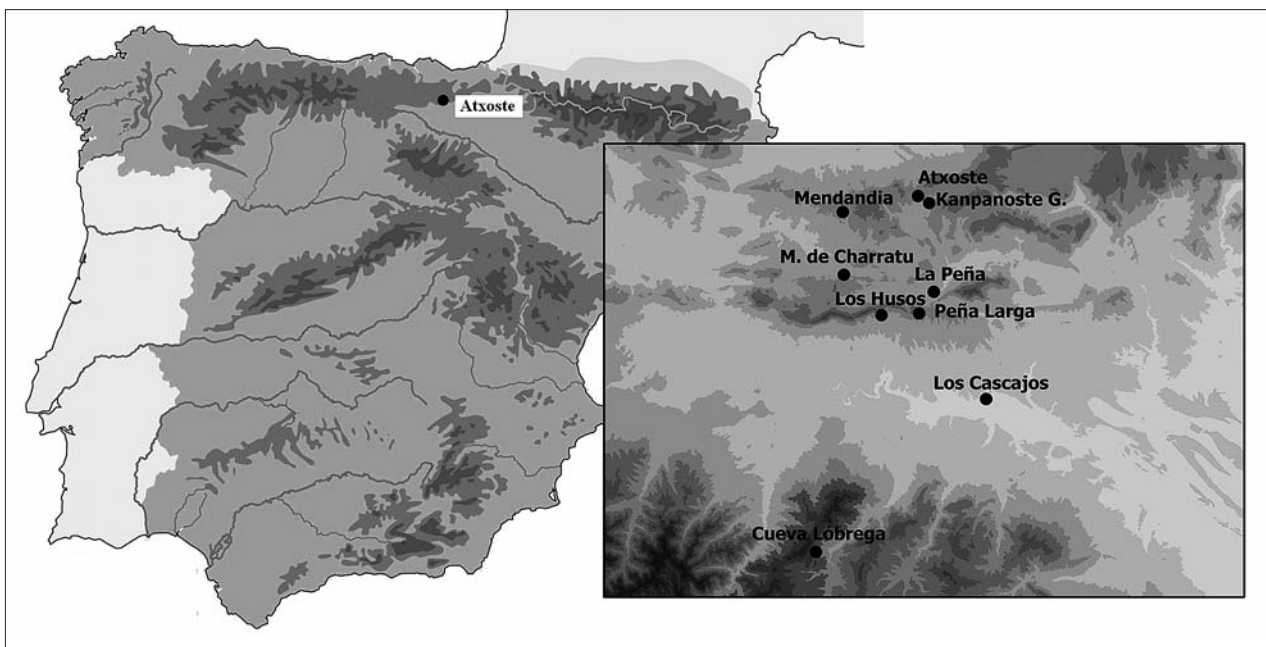 Atxoste
Atxoste
Mendandia
Kanpanoste G.
M. de Charratu
La Peña
Los Husos
Peña Larga
Los Cascajos
Cueva Lóbrega